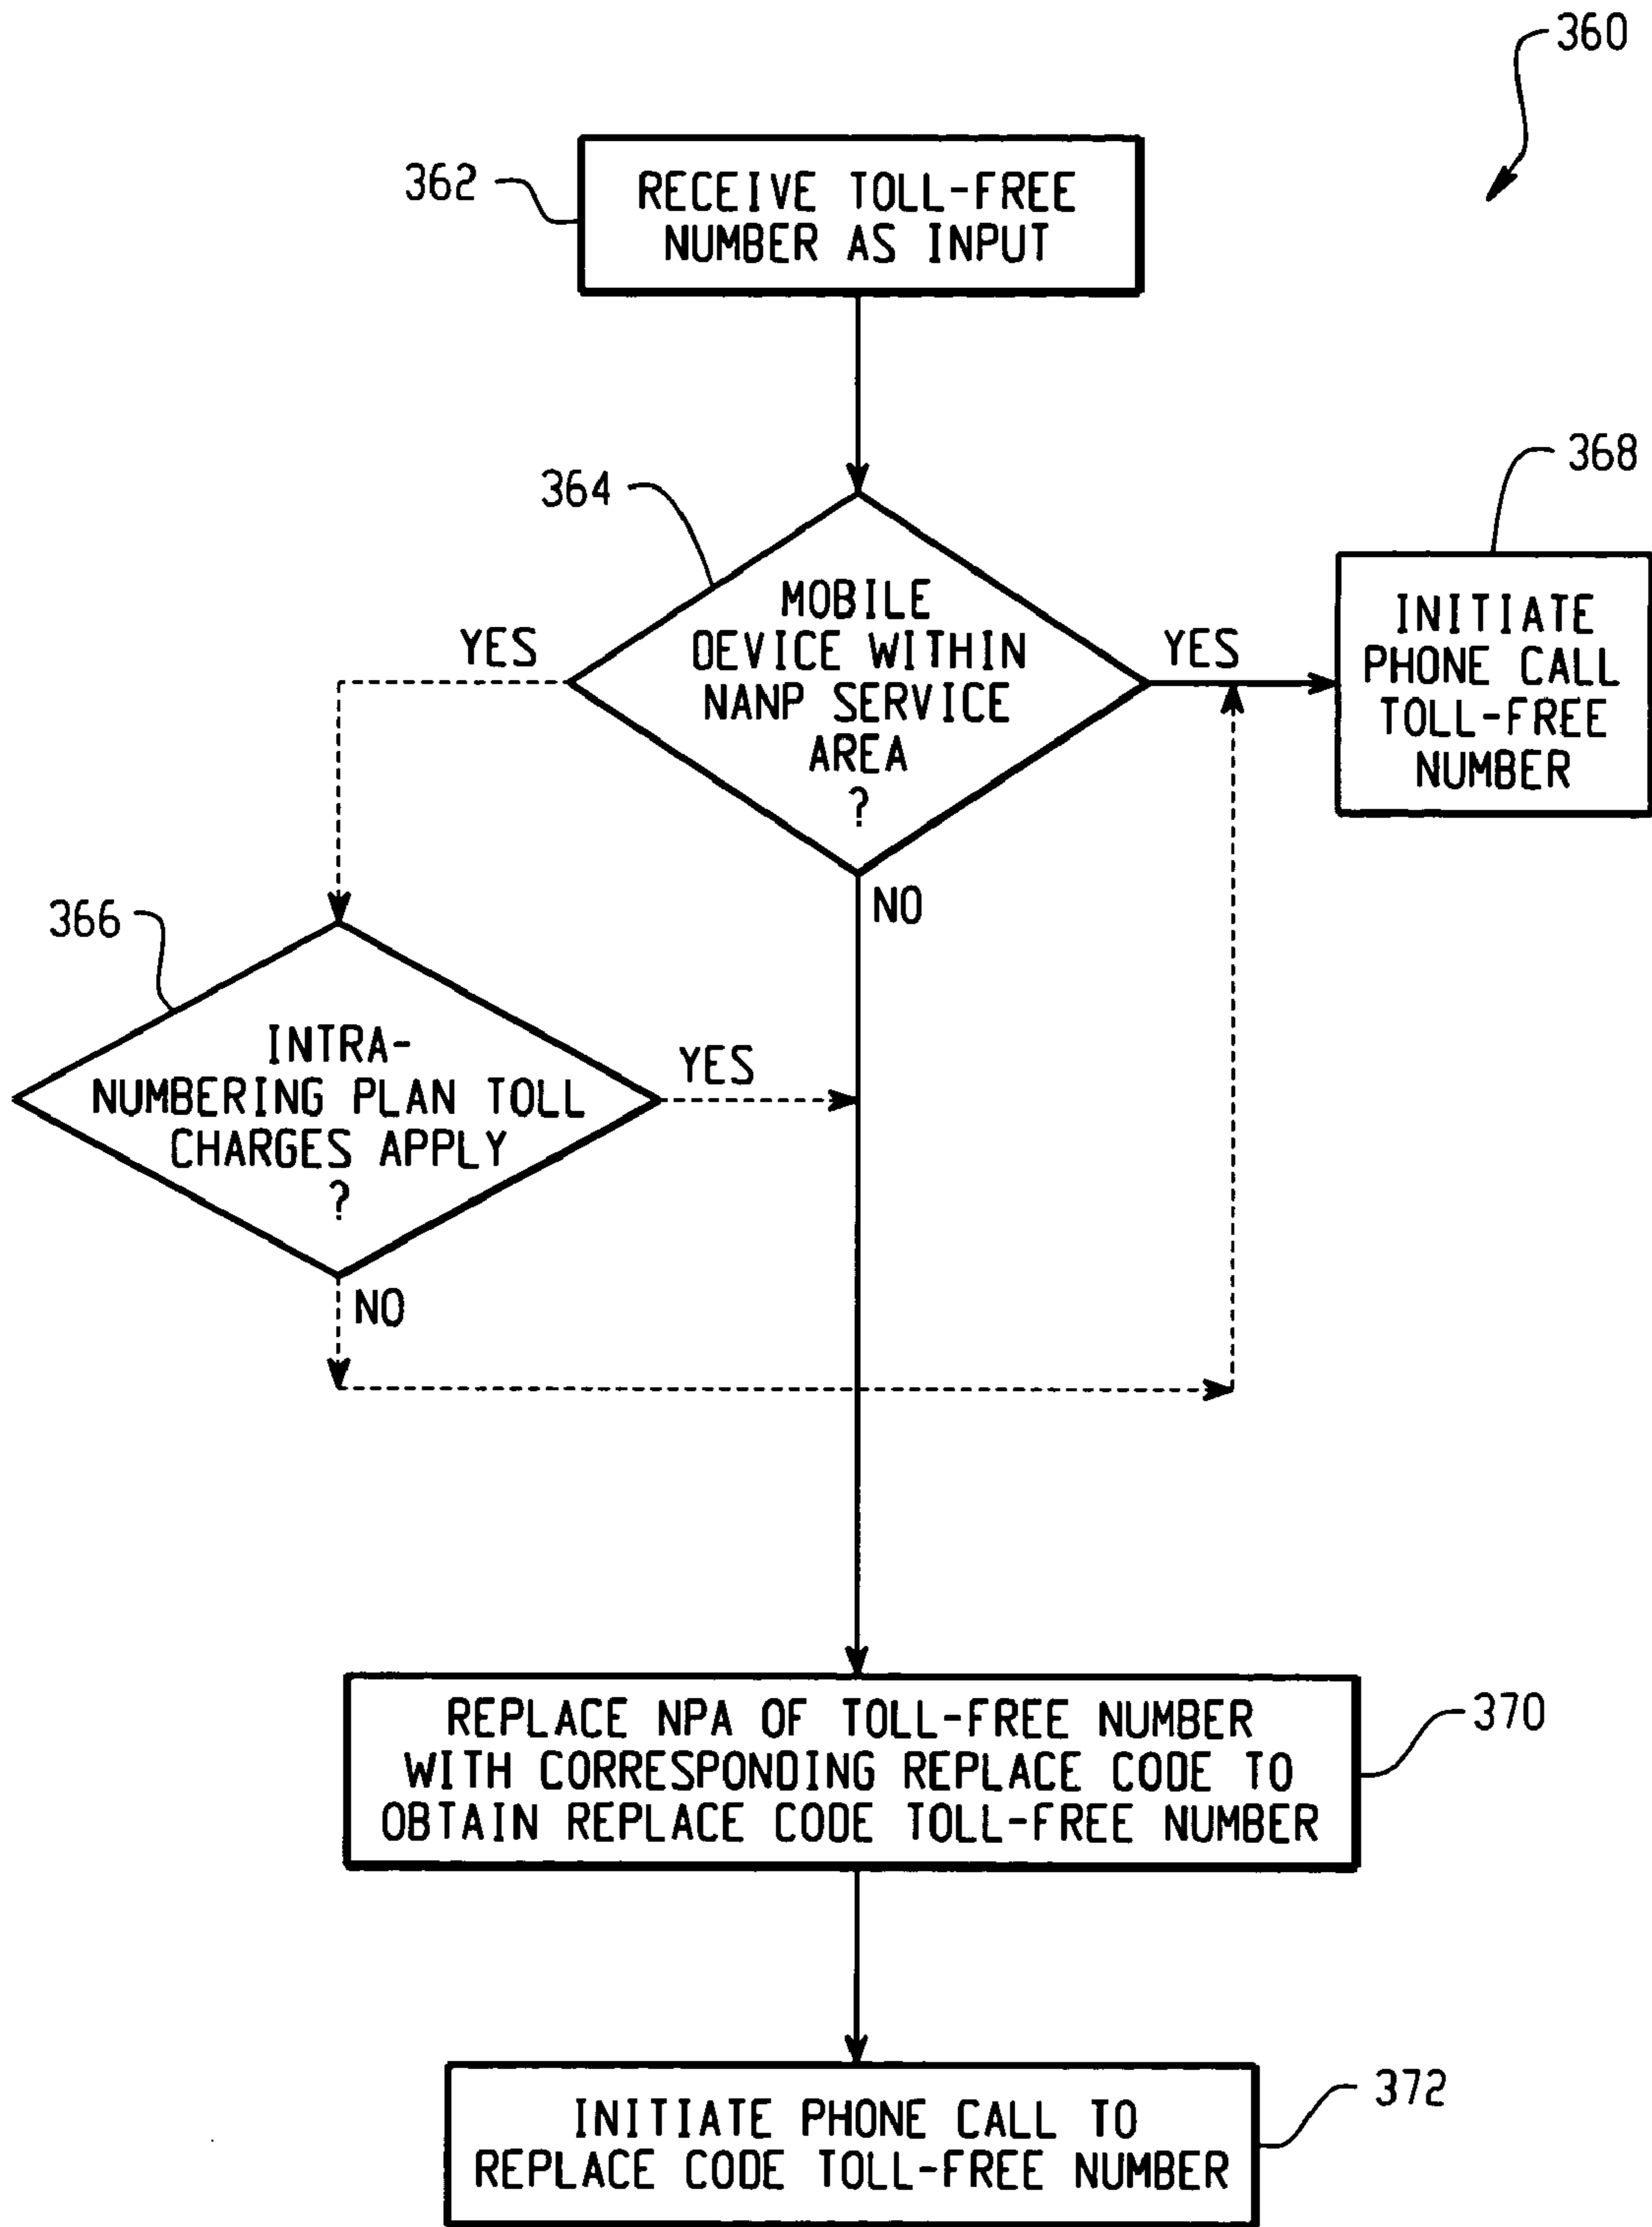 360
362
RECEIVE TOLL-FREE
NUMBER AS INPUT
364
MOBILE
DEVICE WITHIN
NANP SERVICE
AREA
?
YES
YES
368
INITIATE
PHONE CALL
TOLL-FREE
NUMBER
NO
366
INTRA-
NUMBERING PLAN TOLL
CHARGES APPLY
?
YES
NO
370
REPLACE NPA OF TOLL-FREE NUMBER
WITH CORRESPONDING REPLACE CODE TO
OBTAIN REPLACE CODE TOLL-FREE NUMBER
372
INITIATE PHONE CALL TO
REPLACE CODE TOLL-FREE NUMBER